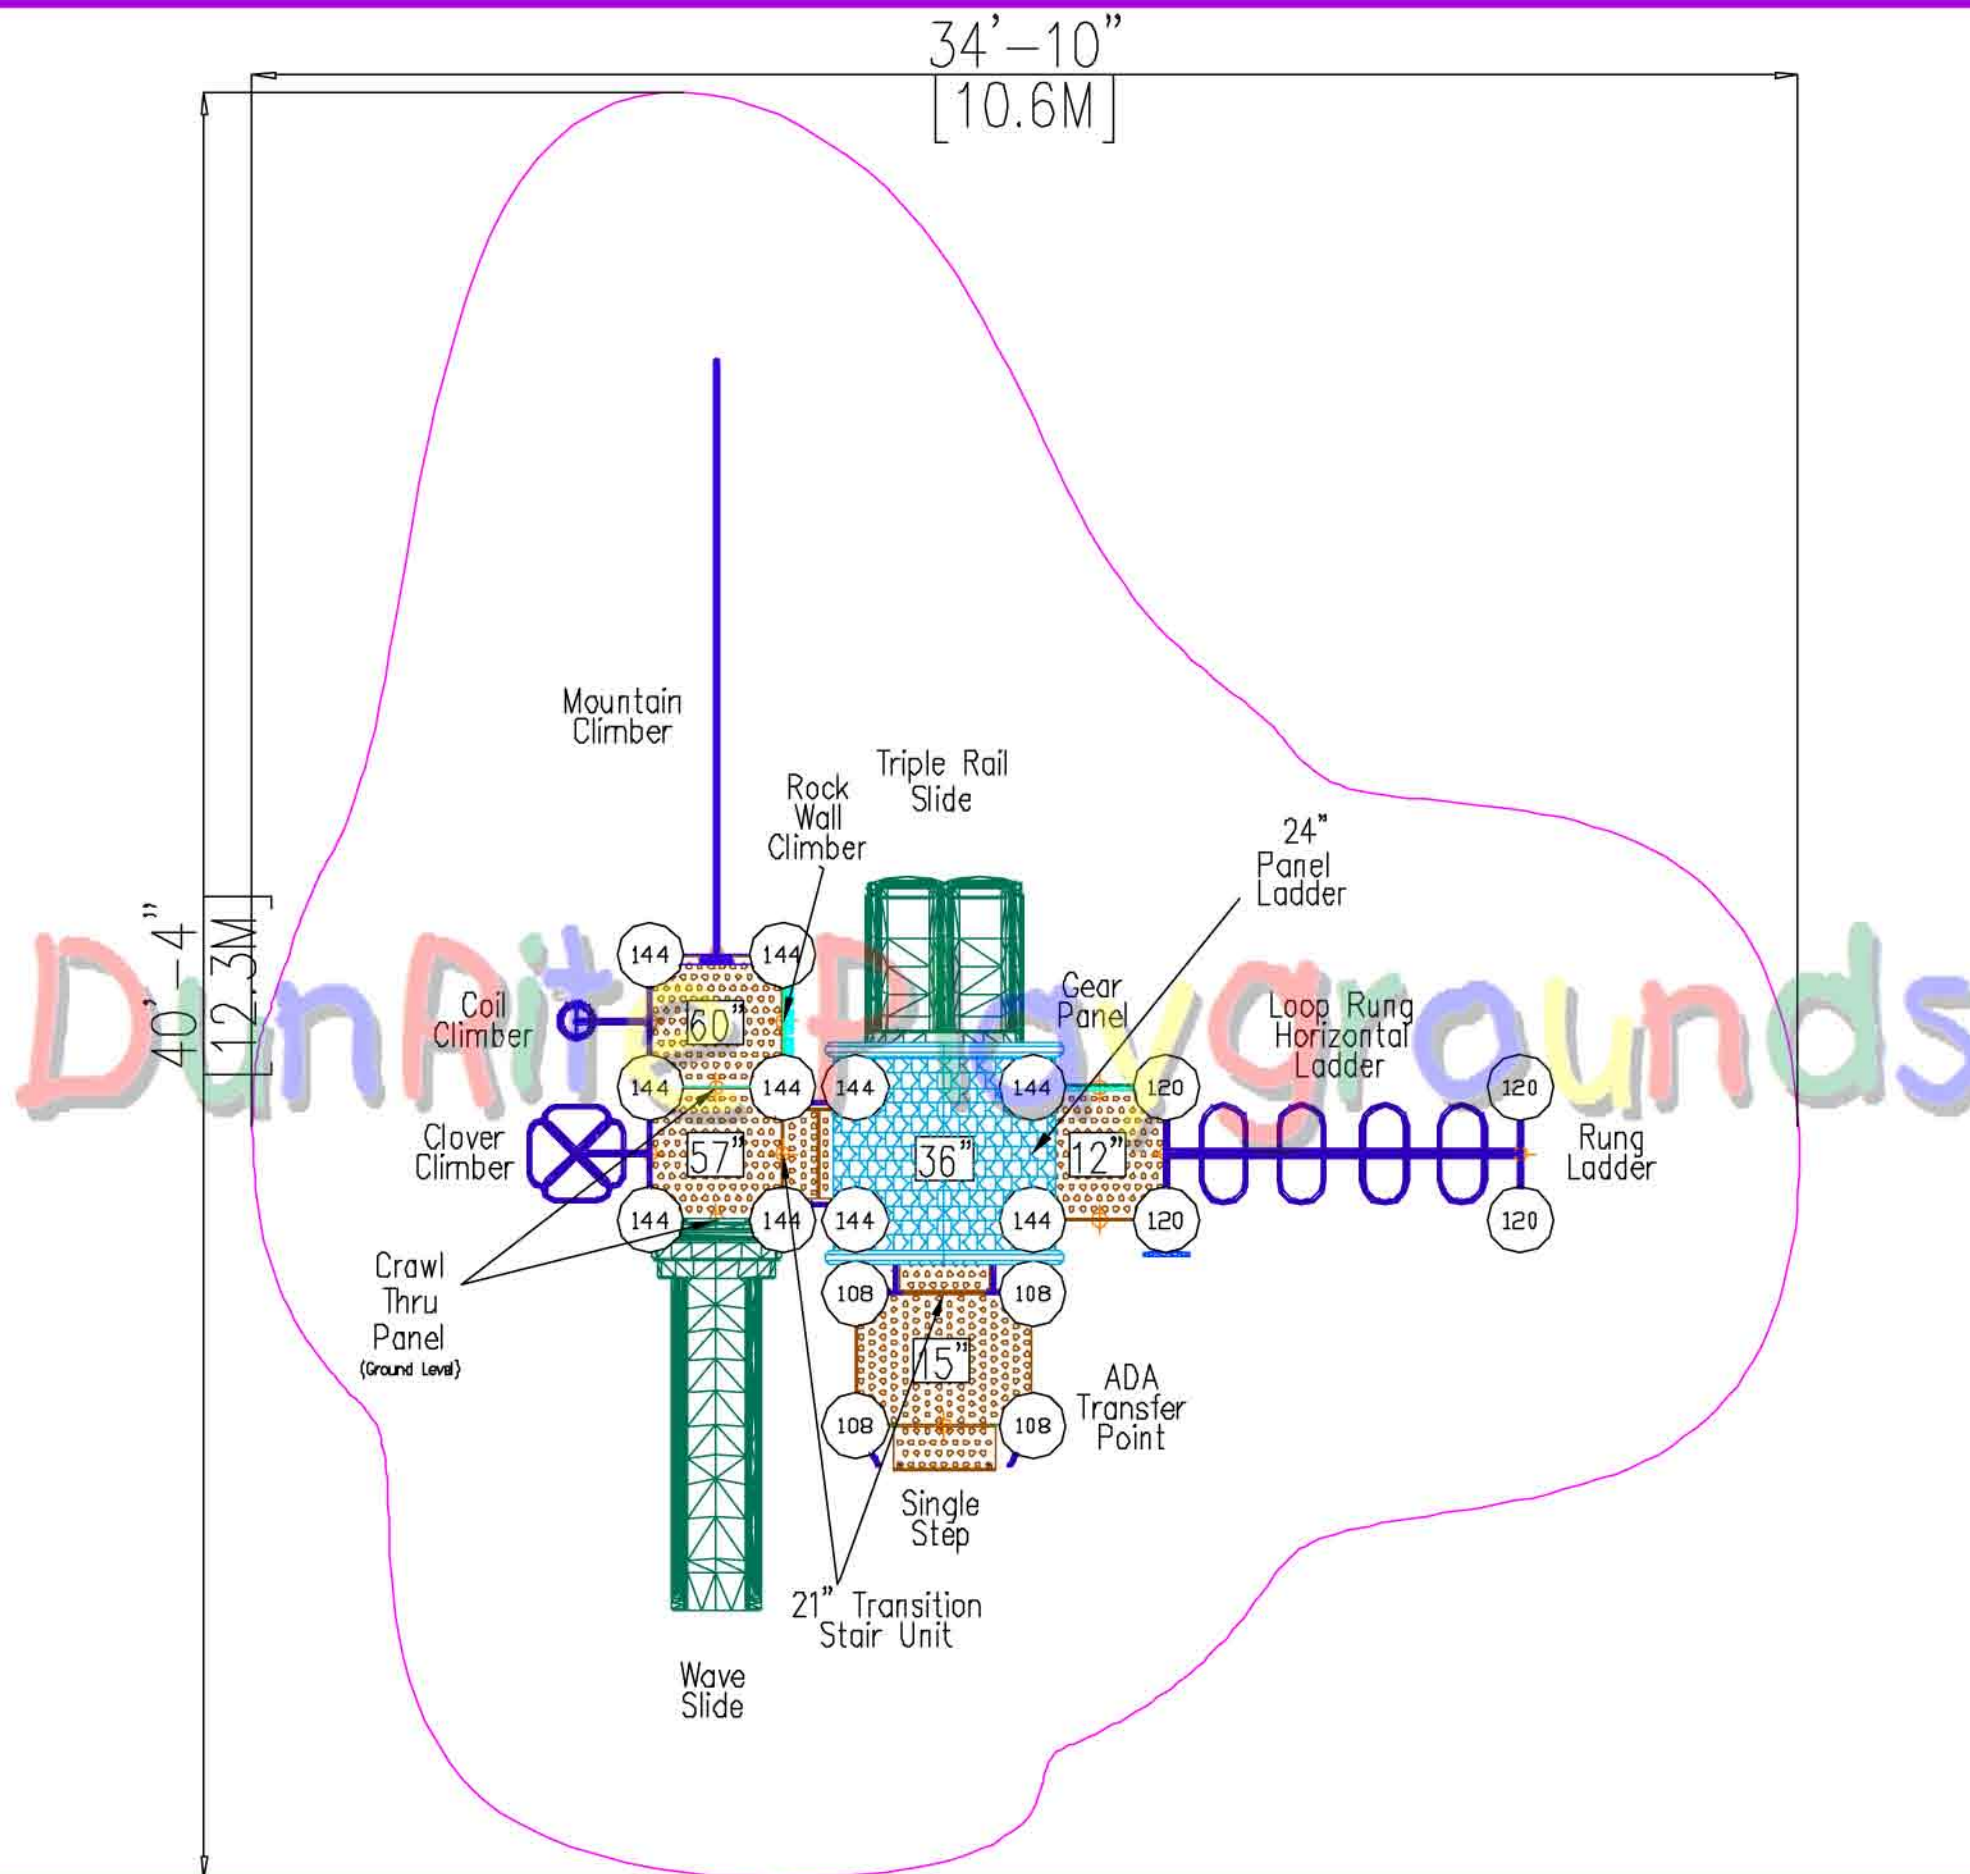 34'-10"
[10.6M]
40'-4"
[12.3M]
Mountain
Climber
Triple Rail
Slide
Rock
Wall
Climber
24"
Panel
Ladder
DunRite Playgrounds
144
144
Coil
Climber
60"
Gear
Panel
Loop Rung
Horizontal
Ladder
144
144
144
144
120
120
Clover
Climber
57"
36"
12"
Rung
Ladder
144
144
144
144
120
120
Crawl
Thru
Panel
(Ground Level)
108
108
15"
ADA
Transfer
Point
108
108
Single
Step
21" Transition
Stair Unit
Wave
Slide